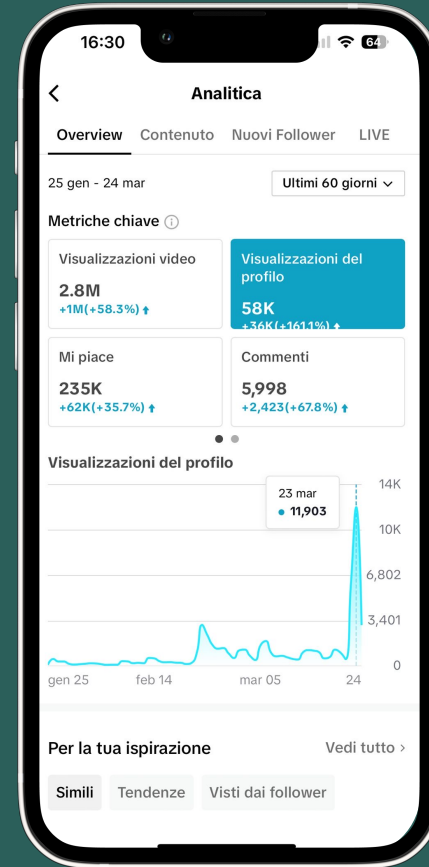 16:30
64
Analitica
Overview Contenuto Nuovi Follower LIVE
25 gen - 24 mar
Ultimi 60 giorni
Metriche chiave
Visualizzazioni video
2.8M
+1M(+58.3%)
Visualizzazioni del
profilo
58K
+36K(+161.1%)
Mi piace
235K
+62K(+35.7%)
Commenti
5,998
+2,423(+67.8%)
Visualizzazioni del profilo
23 mar
11,903
14K
10K
6,802
3,401
0
gen 25 feb 14 mar 05 24
Per la tua ispirazione
Vedi tutto
Simili Tendenze Visti dai follower